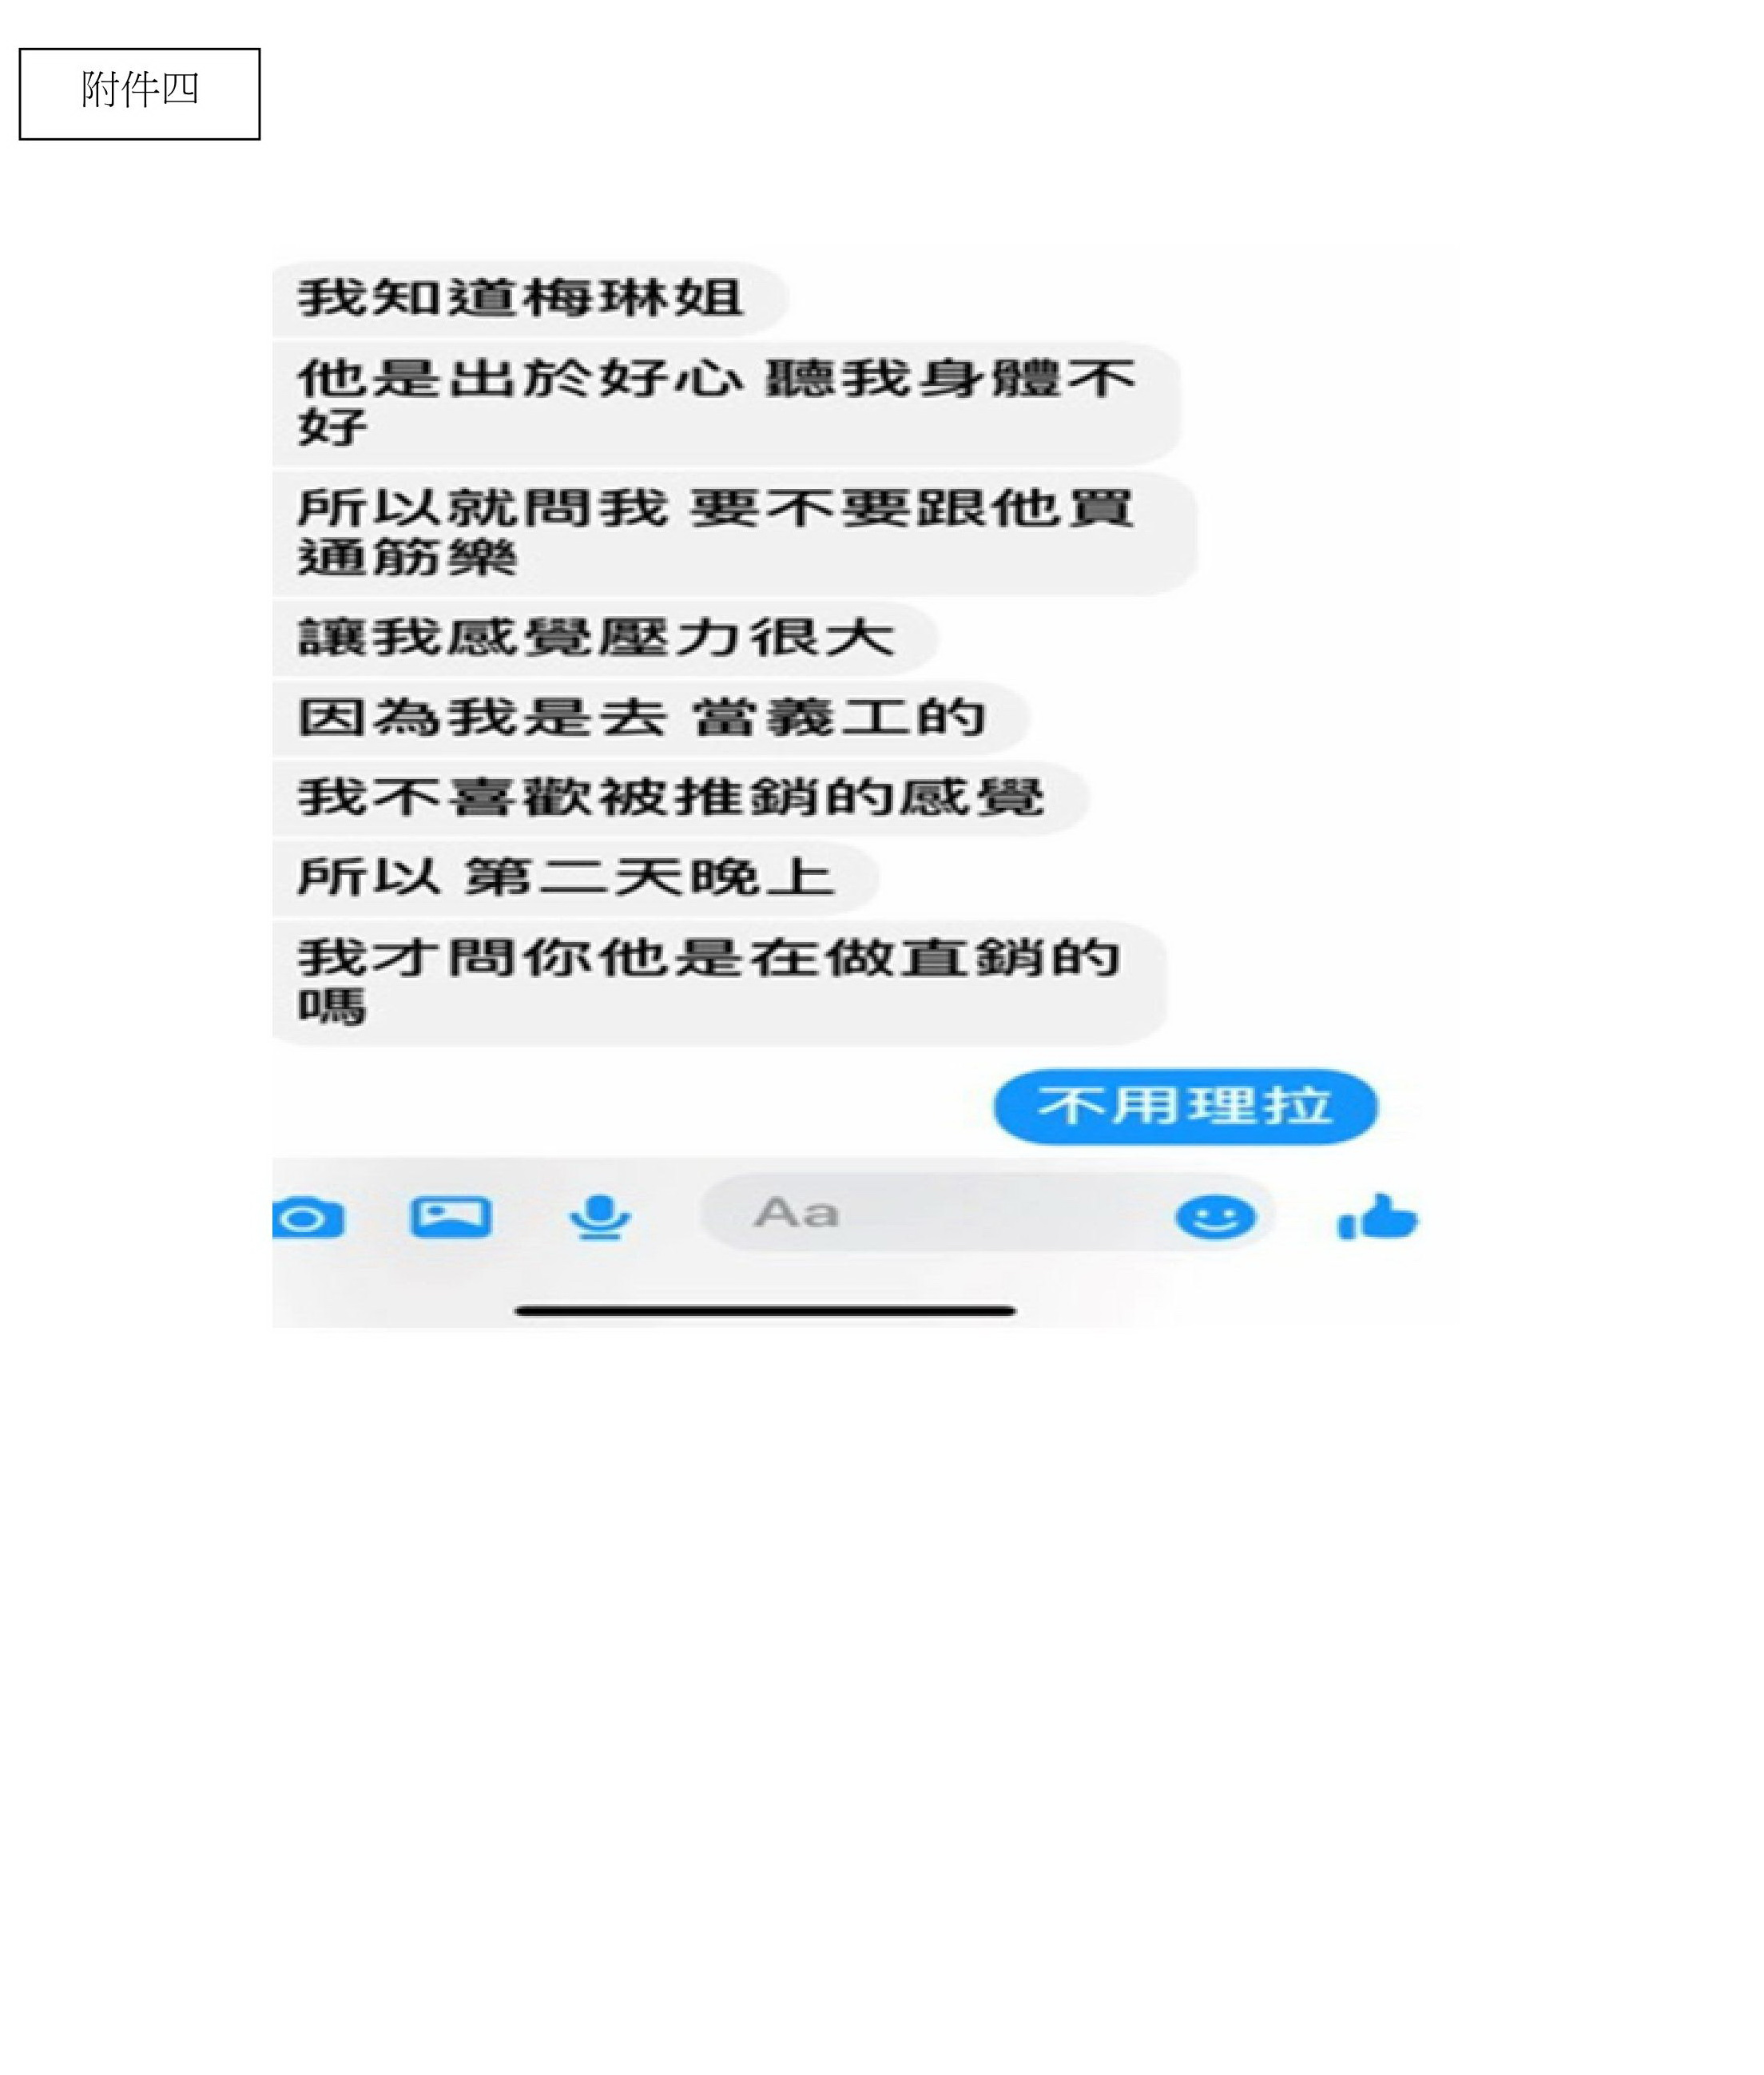 附件四
我知道梅琳姐
他是出於好心 聽我身體不
好
所以就問我 要不要跟他買
通筋樂
讓我感覺壓力很大
因為我是去 當義工的
我不喜歡被推銷的感覺
所以 第二天晚上
我才問你他是在做直銷的
嗎
不用理拉
Aa